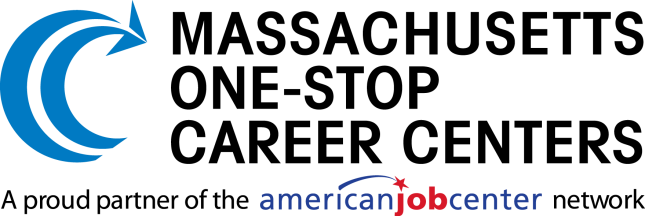 MASSACHUSETTS
ONE-STOP
CAREER CENTERS
A proud partner of the americanjobcenter network